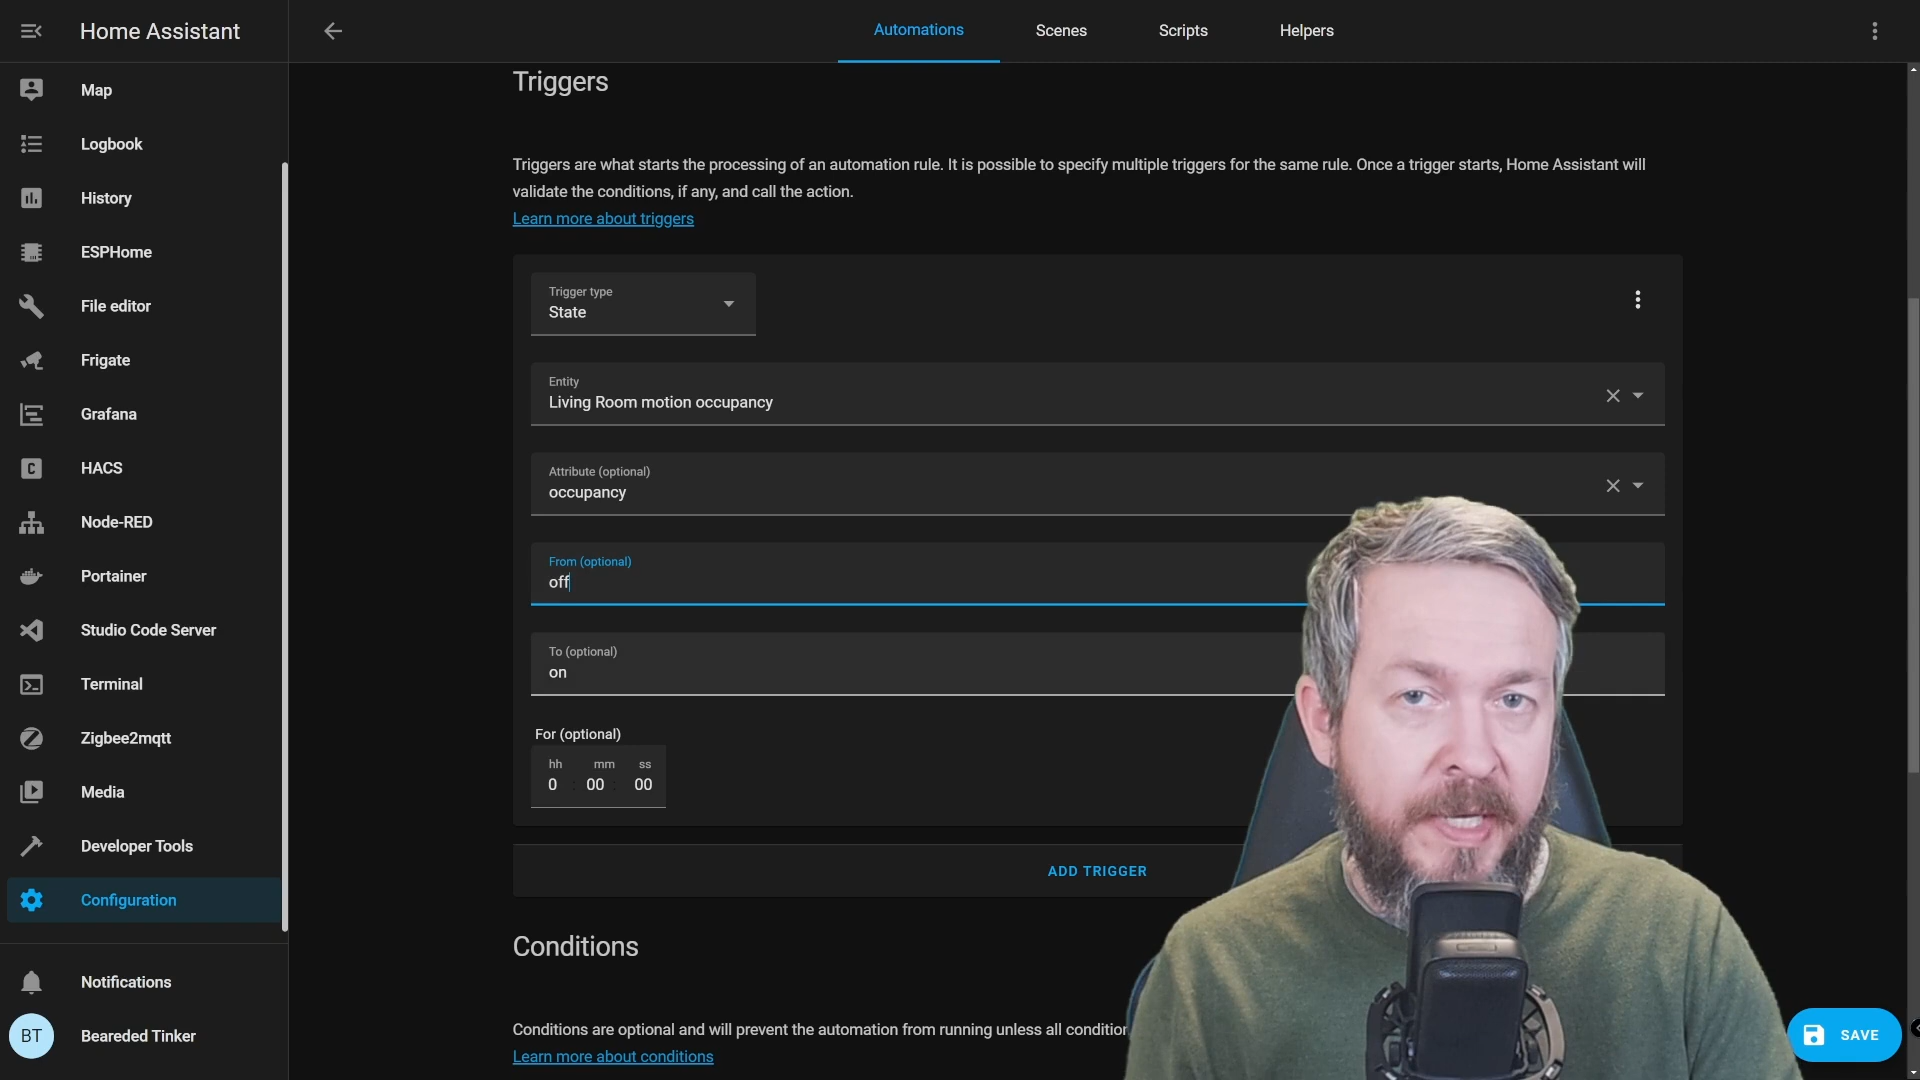 Home Assistant
Automations
Scenes
Scripts
Helpers
Map
Logbook
History
ESPHome
File editor
Frigate
Grafana
C
HACS
Node-RED
Portainer
Studio Code Server
Terminal
Zigbee2mqtt
Media
Developer Tools
Configuration
Notifications
BT
Beareded Tinker
Triggers
Triggers are what starts the processing of an automation rule. It is possible to specify multiple triggers for the same rule. Once a trigger starts, Home Assistant will
validate the conditions, if any, and call the action.
Learn more about triggers
Trigger type
State
Entity
Living Room motion occupancy
Attribute (optional)
occupancy
From (optional)
off
To (optional)
on
For (optional)
hh mm ss
0 : 00 : 00
ADD TRIGGER
Conditions
Conditions are optional and will prevent the automation from running unless all condition
Learn more about conditions
SAVE